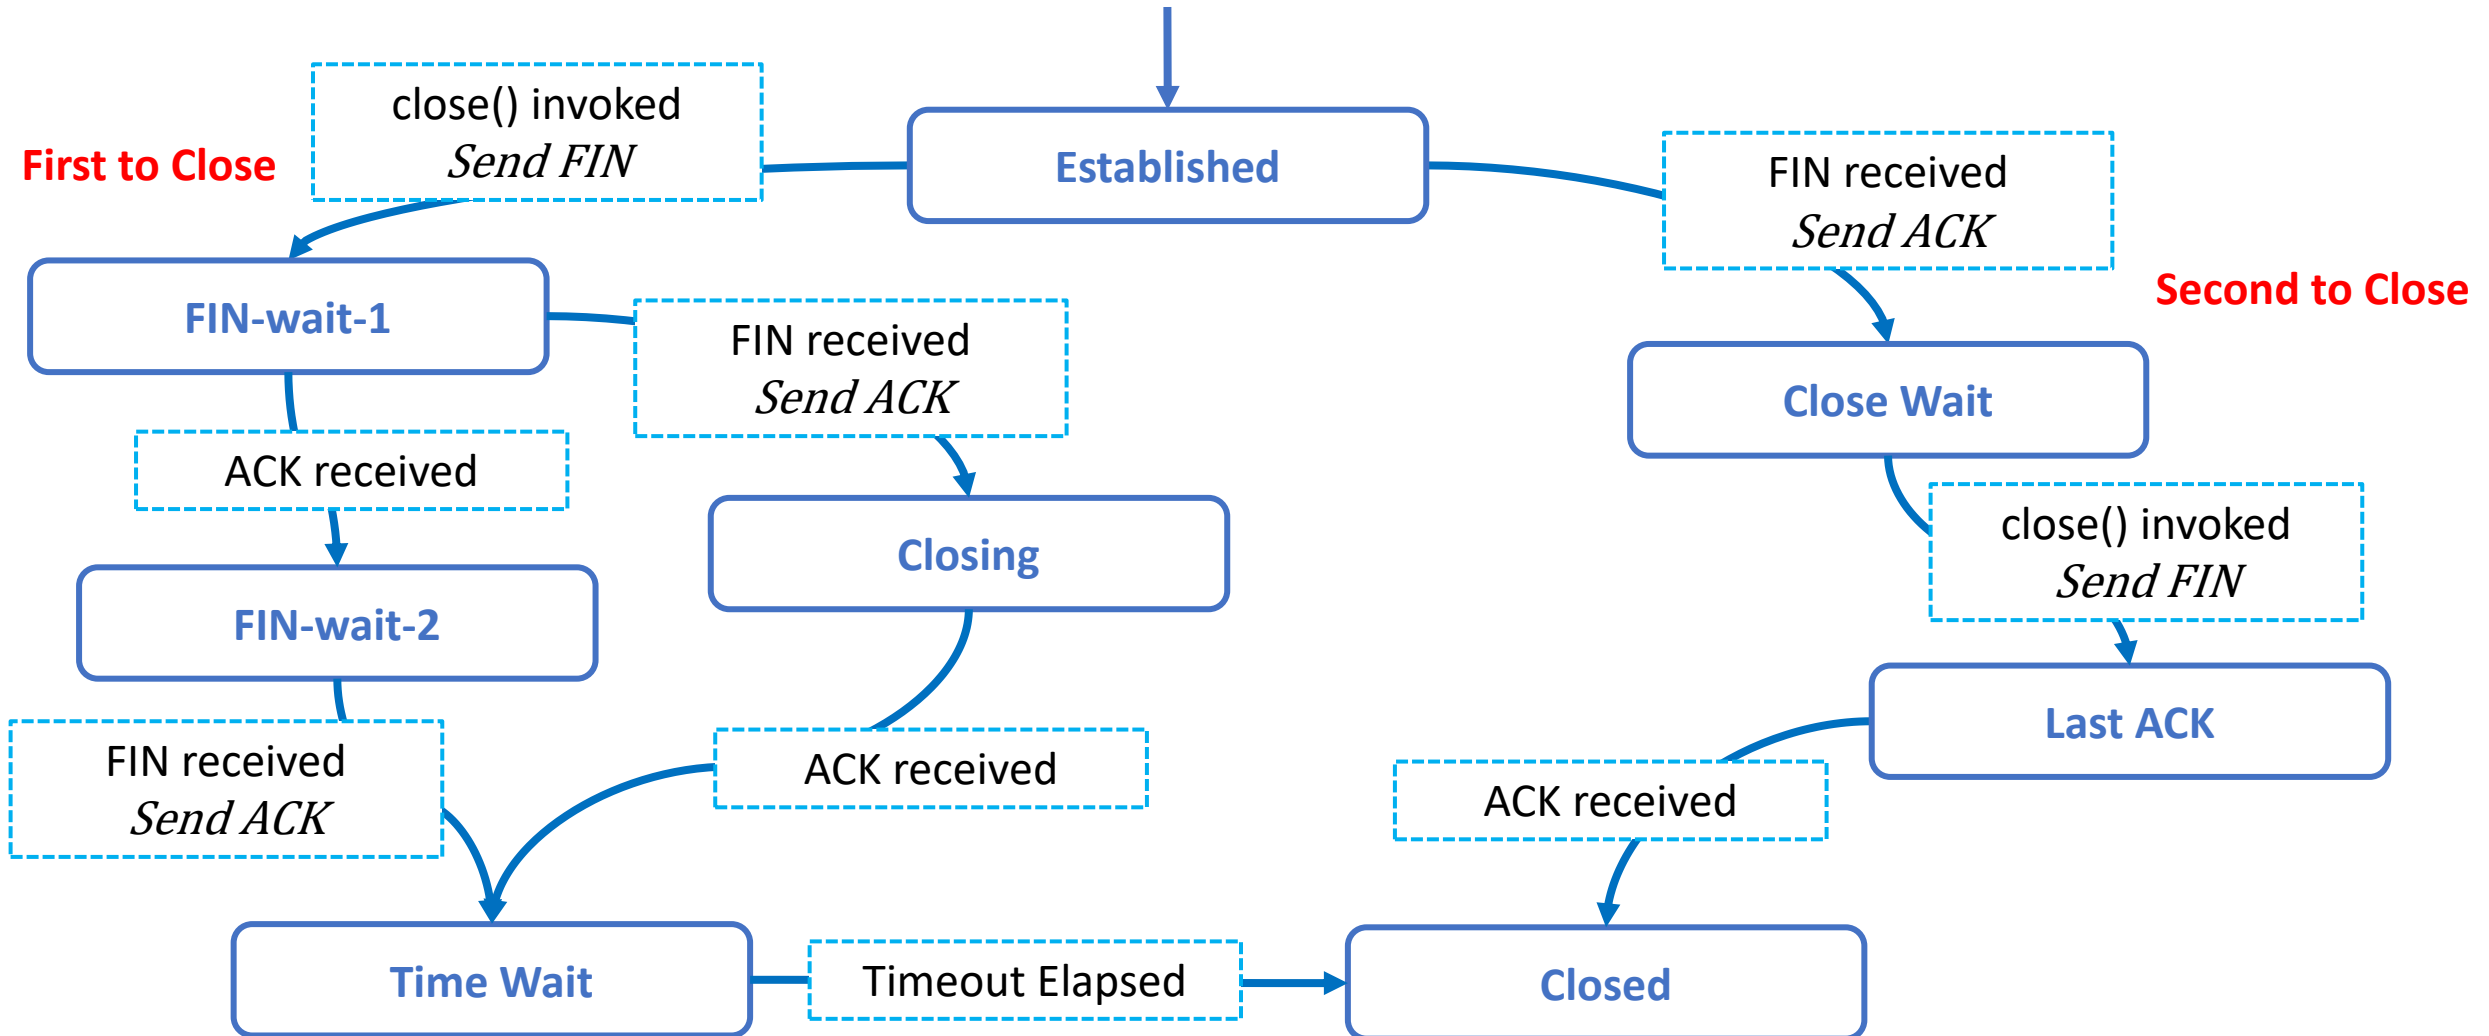 close() invoked
Send FIN
First to Close
Established
FIN received
Send ACK
Second to Close
FIN-wait-1
FIN received
Send ACK
Close Wait
ACK received
close() invoked
Send FIN
Closing
FIN-wait-2
Last ACK
FIN received
Send ACK
ACK received
ACK received
Time Wait
Timeout Elapsed
Closed